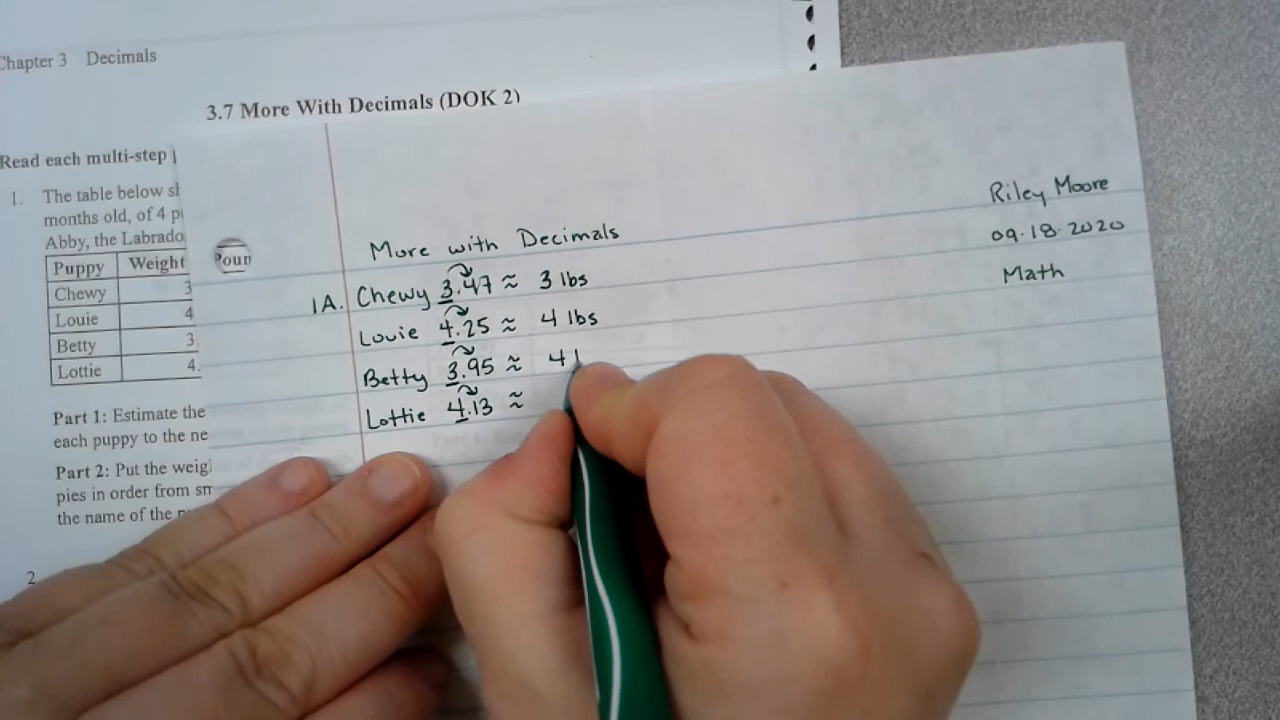 Chapter 3 Decimals
3.7 More With Decimals (DOK 2)
Read each multi-step
1. The table below
months old, of 4
Abby, the Labrado
Puppy Weight Poun
Chewy 3
Louie 4
Betty 3.
Lottie 4.
Part 1: Estimate the
each puppy to the ne
Part 2: Put the weig
pies in order from
the name of the
2
Riley Moore
09.18.2020
Math
More with Decimals
1A. Chewy 3.47 ≈ 3 lbs
Louie 4.25 ≈ 4 lbs
Betty 3.95 ≈ 4 l
Lottie 4.13 ≈